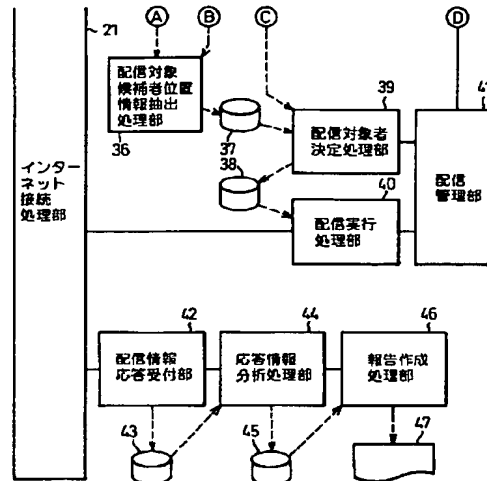 21
A
B
C
D
配信対象
候補者位置
情報抽出
処理部
36
37
38
39
配信対象者
決定処理部
40
配信実行
処理部
配信
管理部
インター
ネット
接続
処理部
42
配信情報
応答受付部
43
44
応答情報
分析処理部
45
46
報告作成
処理部
47